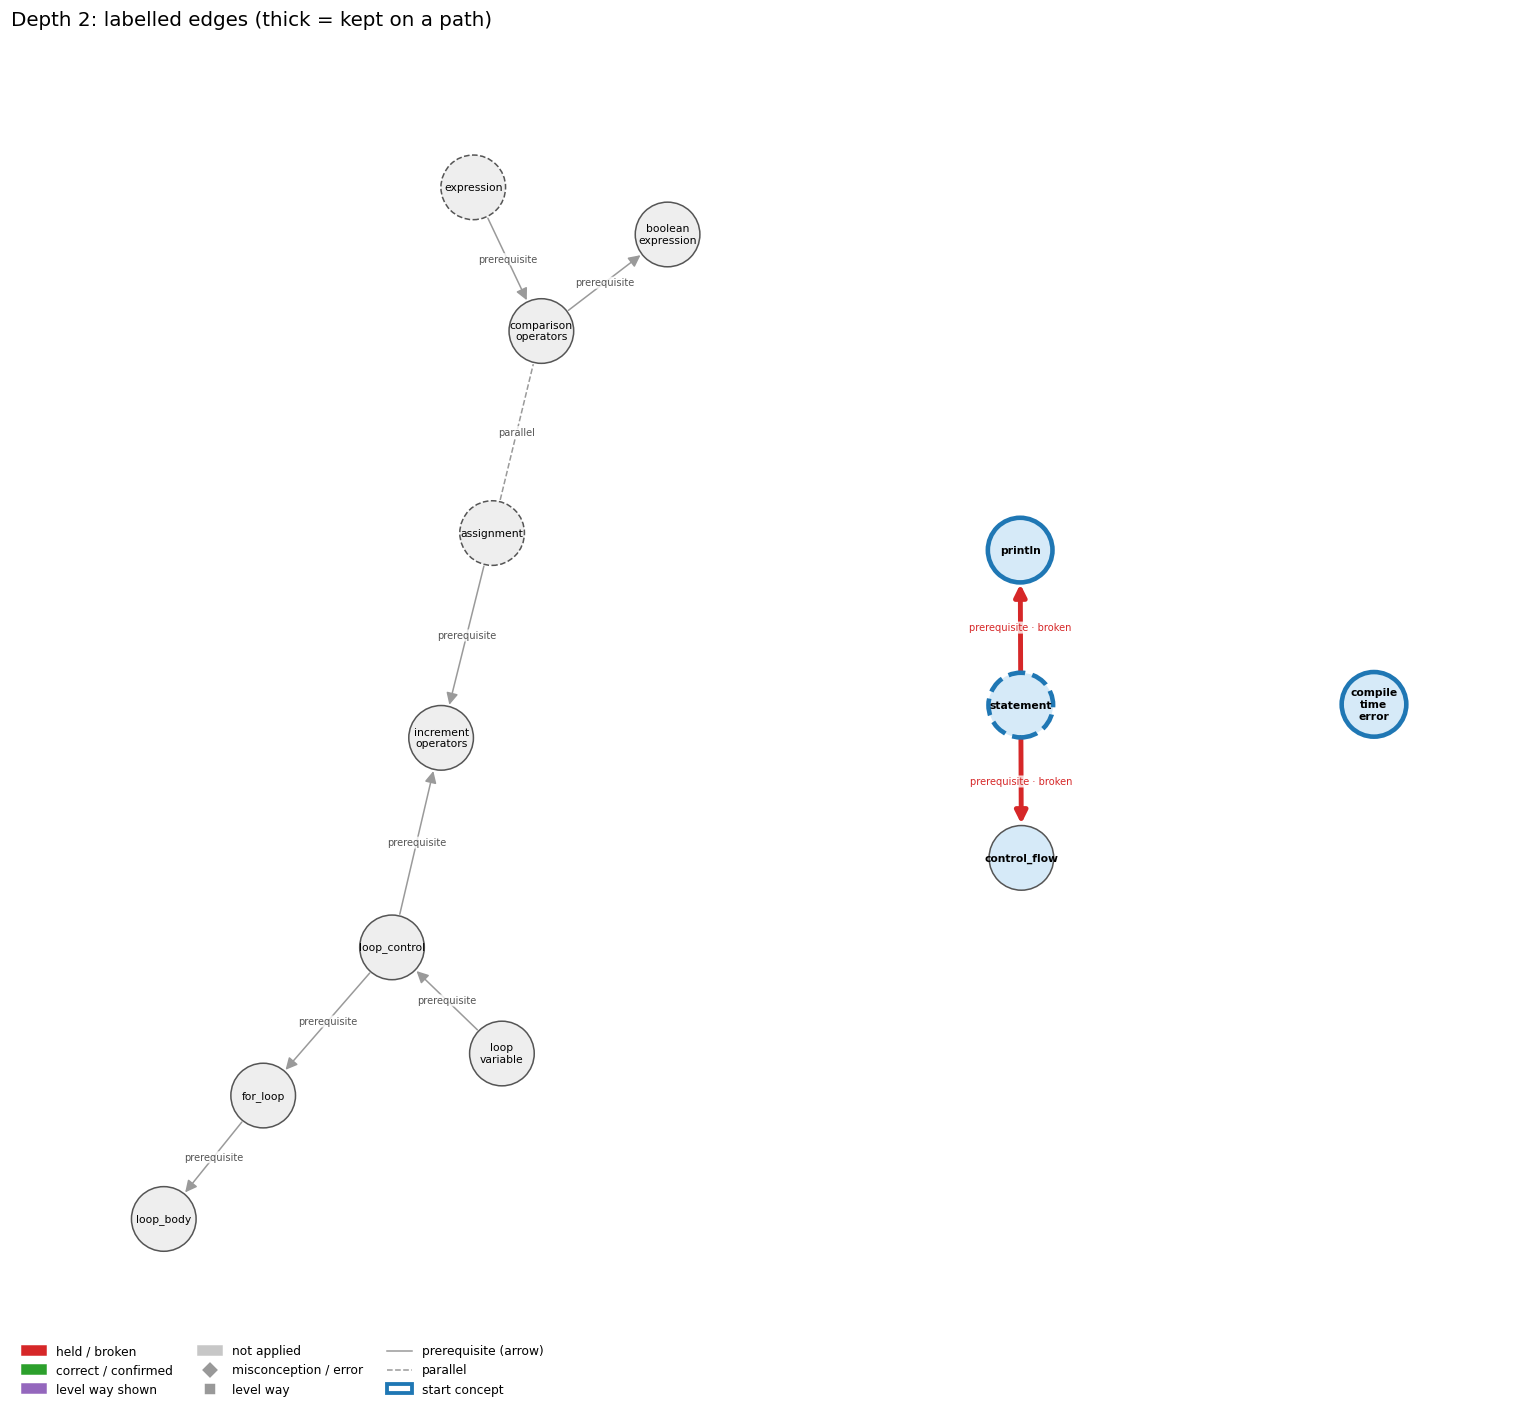 Depth 2: labelled edges (thick = kept on a path)
expression
boolean
expression
prerequisite
prerequisite
comparison
operators
parallel
assignment
println
prerequisite · broken
prerequisite
statement
compile
time
error
increment
operators
prerequisite · broken
prerequisite
control_flow
loop_control
prerequisite
prerequisite
loop
variable
for_loop
prerequisite
loop_body
held / broken
correct / confirmed
level way shown
not applied
misconception / error
level way
prerequisite (arrow)
parallel
start concept